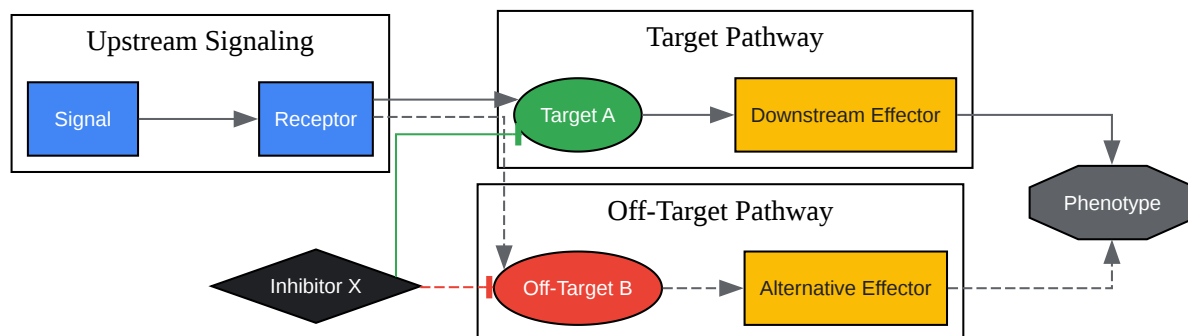 Upstream Signaling
Signal
Receptor
Target Pathway
Target A
Downstream Effector
Phenotype
Off-Target Pathway
Inhibitor X
Off-Target B
Alternative Effector